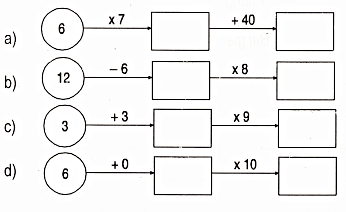 a) 6 x 7 + 40
b) 12 – 6 x 8
c) 3 + 3 x 9
d) 6 + 0 x 10